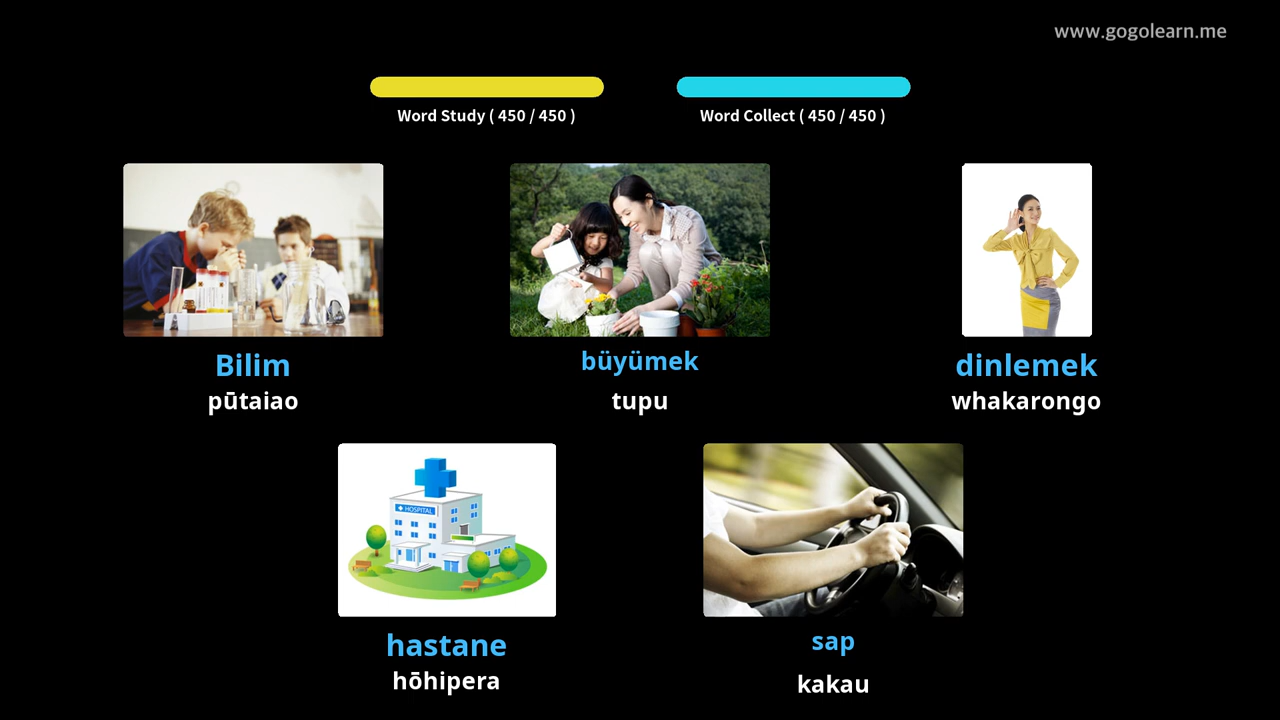 www.gogolearn.me
Word Study ( 450 / 450 )
Word Collect ( 450 / 450 )
Bilim
pūtaiao
büyümek
tupu
dinlemek
whakarongo
HOSPITAL
hastane
hōhipera
sap
kakau